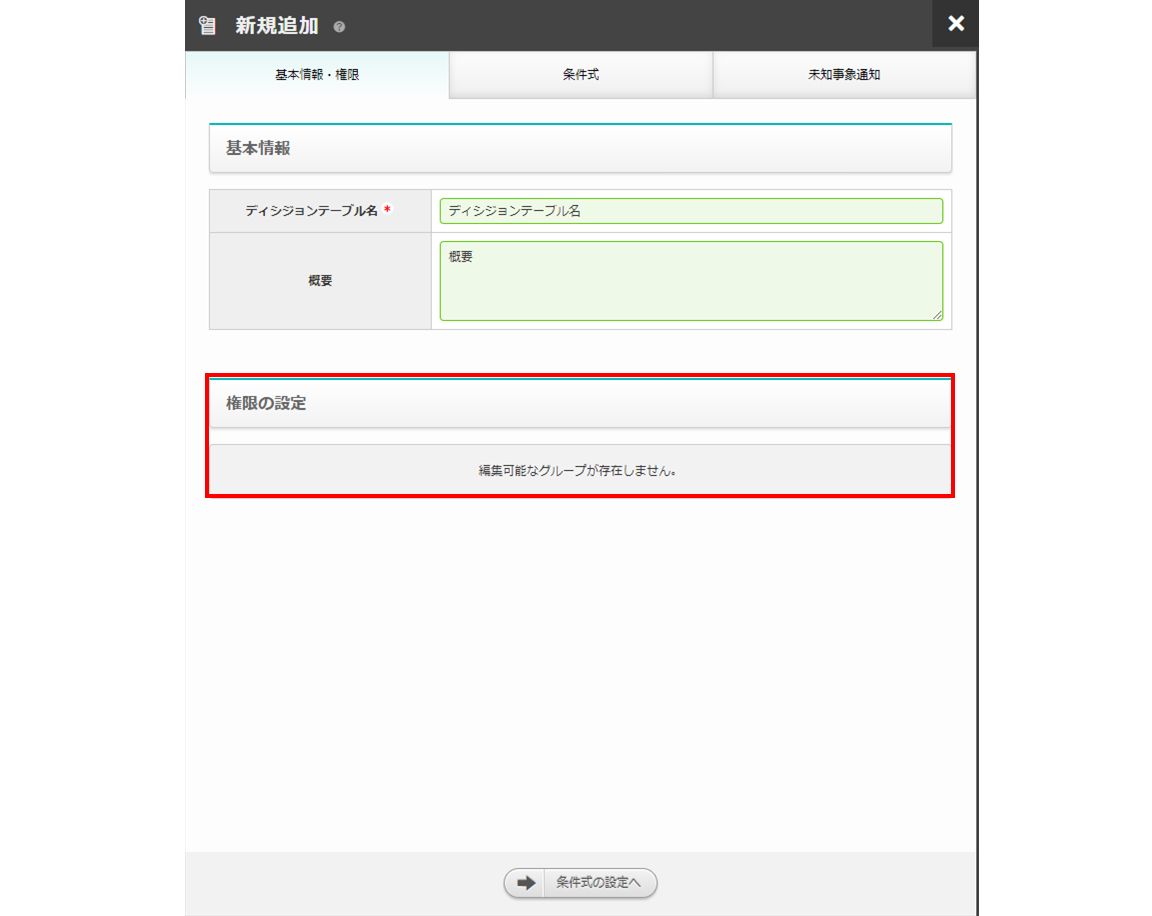 新規追加
基本情報・権限
条件式
未知事象通知
基本情報
ディシジョンテーブル名 *
ディシジョンテーブル名
概要
概要
権限の設定
編集可能なグループが存在しません。
条件式の設定へ